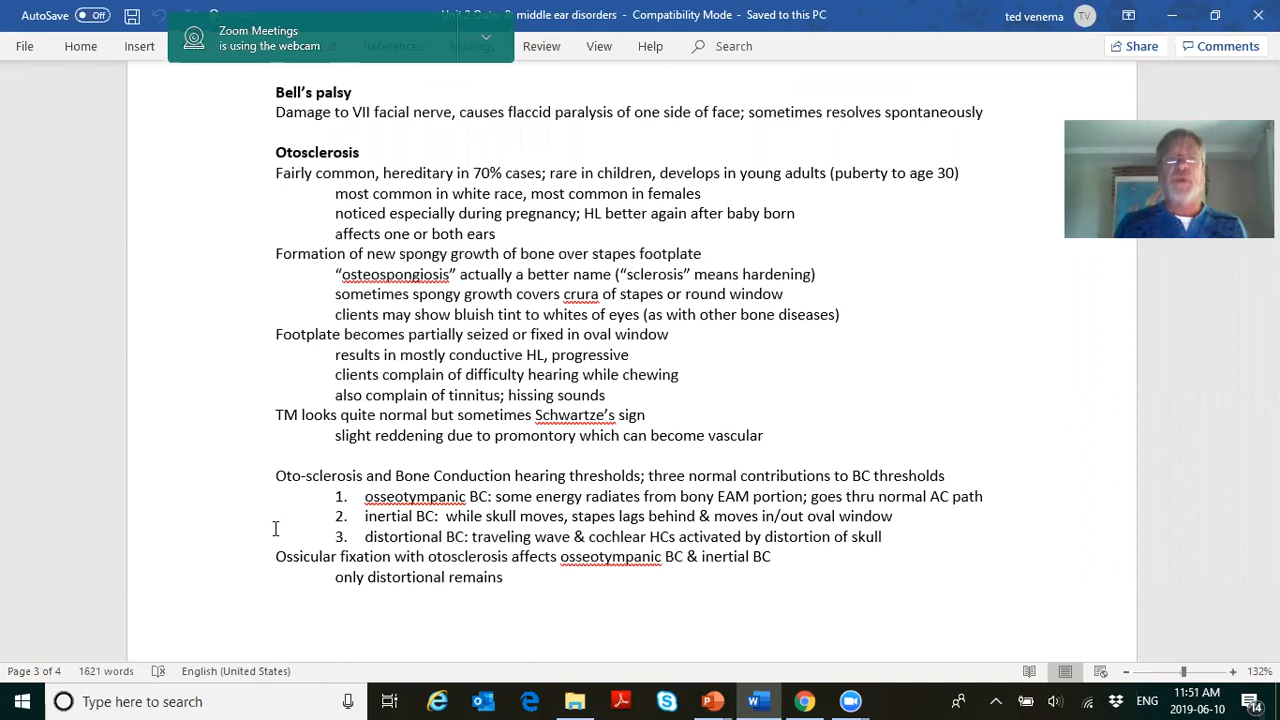 AutoSave Off
Unit 2 Outer & middle ear disorders - Compatibility Mode - Saved to this PC
ted venema TV
Zoom Meetings
is using the webcam
File Home Insert References Mailings Review View Help Search Share Comments
Bell's palsy
Damage to VII facial nerve, causes flaccid paralysis of one side of face; sometimes resolves spontaneously
Otosclerosis
Fairly common, hereditary in 70% cases; rare in children, develops in young adults (puberty to age 30)
most common in white race, most common in females
noticed especially during pregnancy; HL better again after baby born
affects one or both ears
Formation of new spongy growth of bone over stapes footplate
“osteospongiosis” actually a better name (“sclerosis” means hardening)
sometimes spongy growth covers crura of stapes or round window
clients may show bluish tint to whites of eyes (as with other bone diseases)
Footplate becomes partially seized or fixed in oval window
results in mostly conductive HL, progressive
clients complain of difficulty hearing while chewing
also complain of tinnitus; hissing sounds
TM looks quite normal but sometimes Schwartze's sign
slight reddening due to promontory which can become vascular
Oto-sclerosis and Bone Conduction hearing thresholds; three normal contributions to BC thresholds
1. osseotympanic BC: some energy radiates from bony EAM portion; goes thru normal AC path
2. inertial BC: while skull moves, stapes lags behind & moves in/out oval window
3. distortional BC: traveling wave & cochlear HCs activated by distortion of skull
Ossicular fixation with otosclerosis affects osseotympanic BC & inertial BC
only distortional remains
Page 3 of 4 1621 words English (United States) 132%
Type here to search ENG 11:51 AM
2019-06-10 14